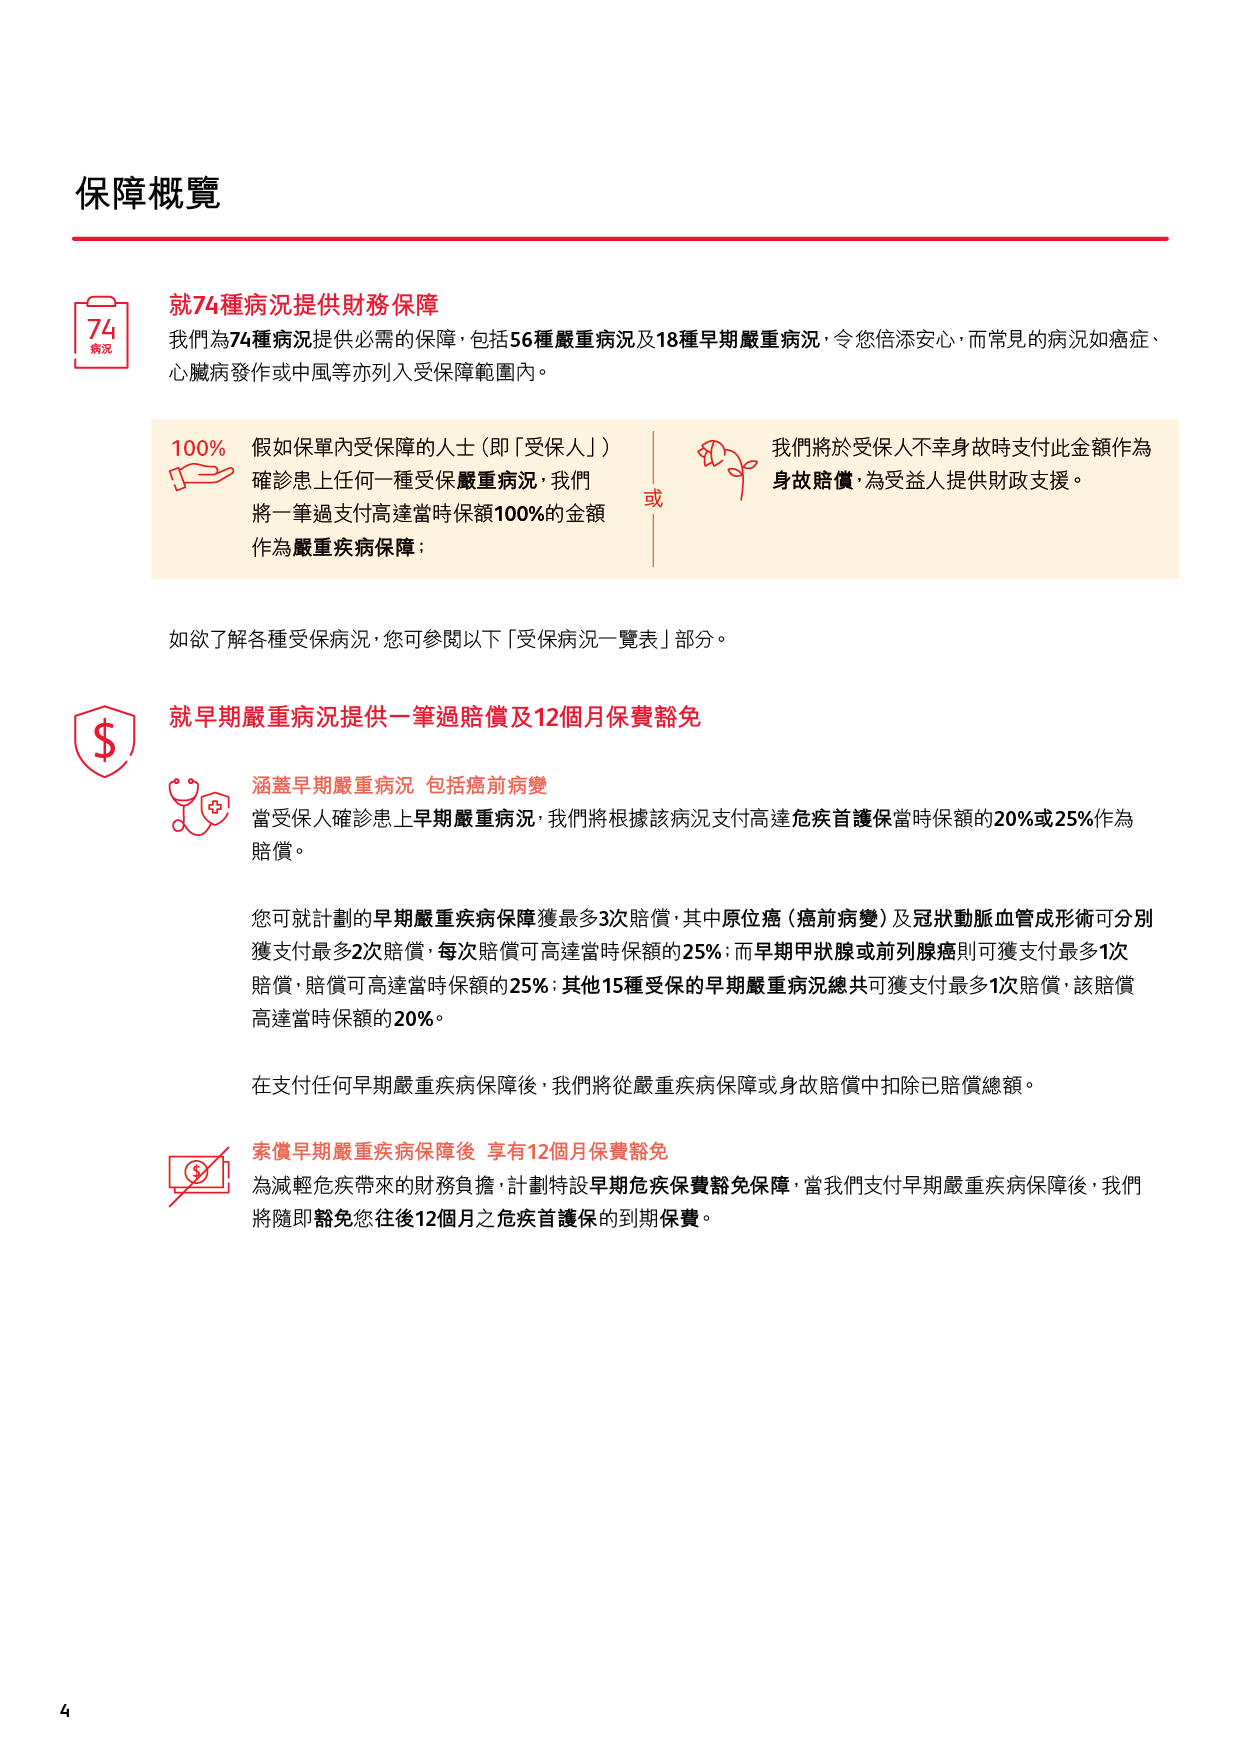 保障概覽
74
病況
就74種病況提供財務保障
我們為74種病況提供必需的保障，包括56種嚴重病況及18種早期嚴重病況，令您倍添安心，而常見的病況如癌症、
心臟病發作或中風等亦列入受保障範圍內。
100%
假如保單內受保障的人士（即「受保人」）
確診患上任何一種受保嚴重病況，我們
將一筆過支付高達當時保額100%的金額
作為嚴重疾病保障；
或
我們將於受保人不幸身故時支付此金額作為
身故賠償，為受益人提供財政支援。
如欲了解各種受保病況，您可參閱以下「受保病況一覽表」部分。
$
就早期嚴重病況提供一筆過賠償及12個月保費豁免
涵蓋早期嚴重病況 包括癌前病變
當受保人確診患上早期嚴重病況，我們將根據該病況支付高達危疾首護保當時保額的20%或25%作為
賠償。
您可就計劃的早期嚴重疾病保障獲最多3次賠償，其中原位癌（癌前病變）及冠狀動脈血管成形術可分別
獲支付最多2次賠償，每次賠償可高達當時保額的25%；而早期甲狀腺或前列腺癌則可獲支付最多1次
賠償，賠償可高達當時保額的25%；其他15種受保的早期嚴重病況總共可獲支付最多1次賠償，該賠償
高達當時保額的20%。
在支付任何早期嚴重疾病保障後，我們將從嚴重疾病保障或身故賠償中扣除已賠償總額。
$
索償早期嚴重疾病保障後 享有12個月保費豁免
為減輕危疾帶來的財務負擔，計劃特設早期危疾保費豁免保障，當我們支付早期嚴重疾病保障後，我們
將隨即豁免您往後12個月之危疾首護保的到期保費。
4